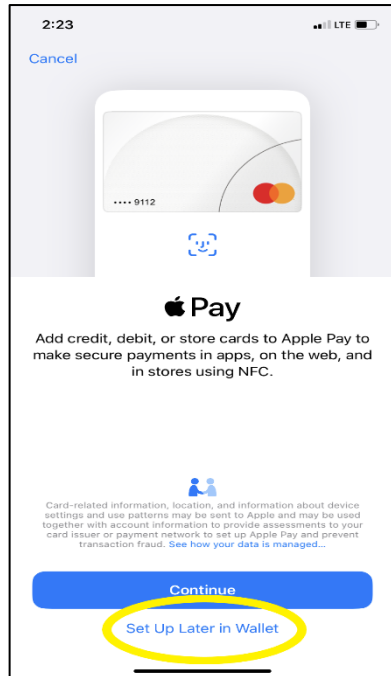 2:23 LTE
Cancel
•••• 9112
Pay
Add credit, debit, or store cards to Apple Pay to
make secure payments in apps, on the web, and
in stores using NFC.
Card-related information, location, and information about device
settings and use patterns may be sent to Apple and may be used
together with account information to provide assessments to your
card issuer or payment network to set up Apple Pay and prevent
transaction fraud. See how your data is managed...
Continue
Set Up Later in Wallet